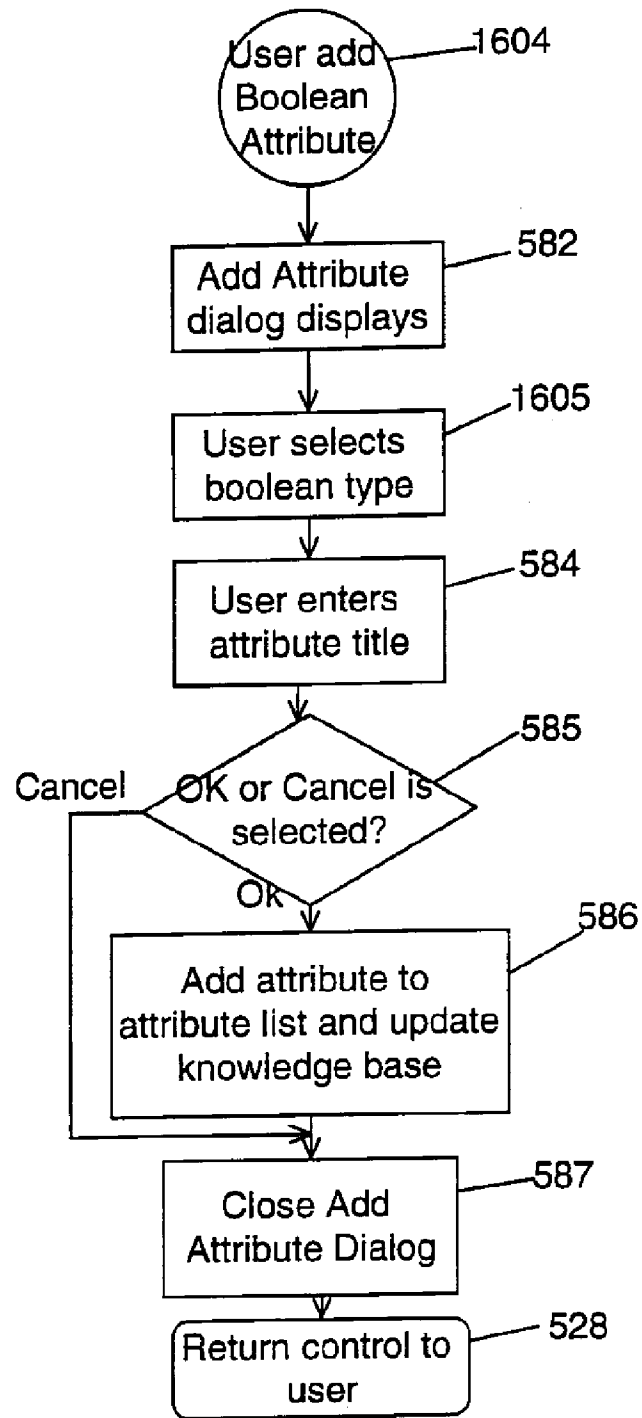 User add
Boolean
Attribute
1604
Add Attribute
dialog displays
582
User selects
boolean type
1605
User enters
attribute title
584
Cancel
OK or Cancel is
selected?
585
Ok
Add attribute to
attribute list and update
knowledge base
586
Close Add
Attribute Dialog
587
Return control to
user
528